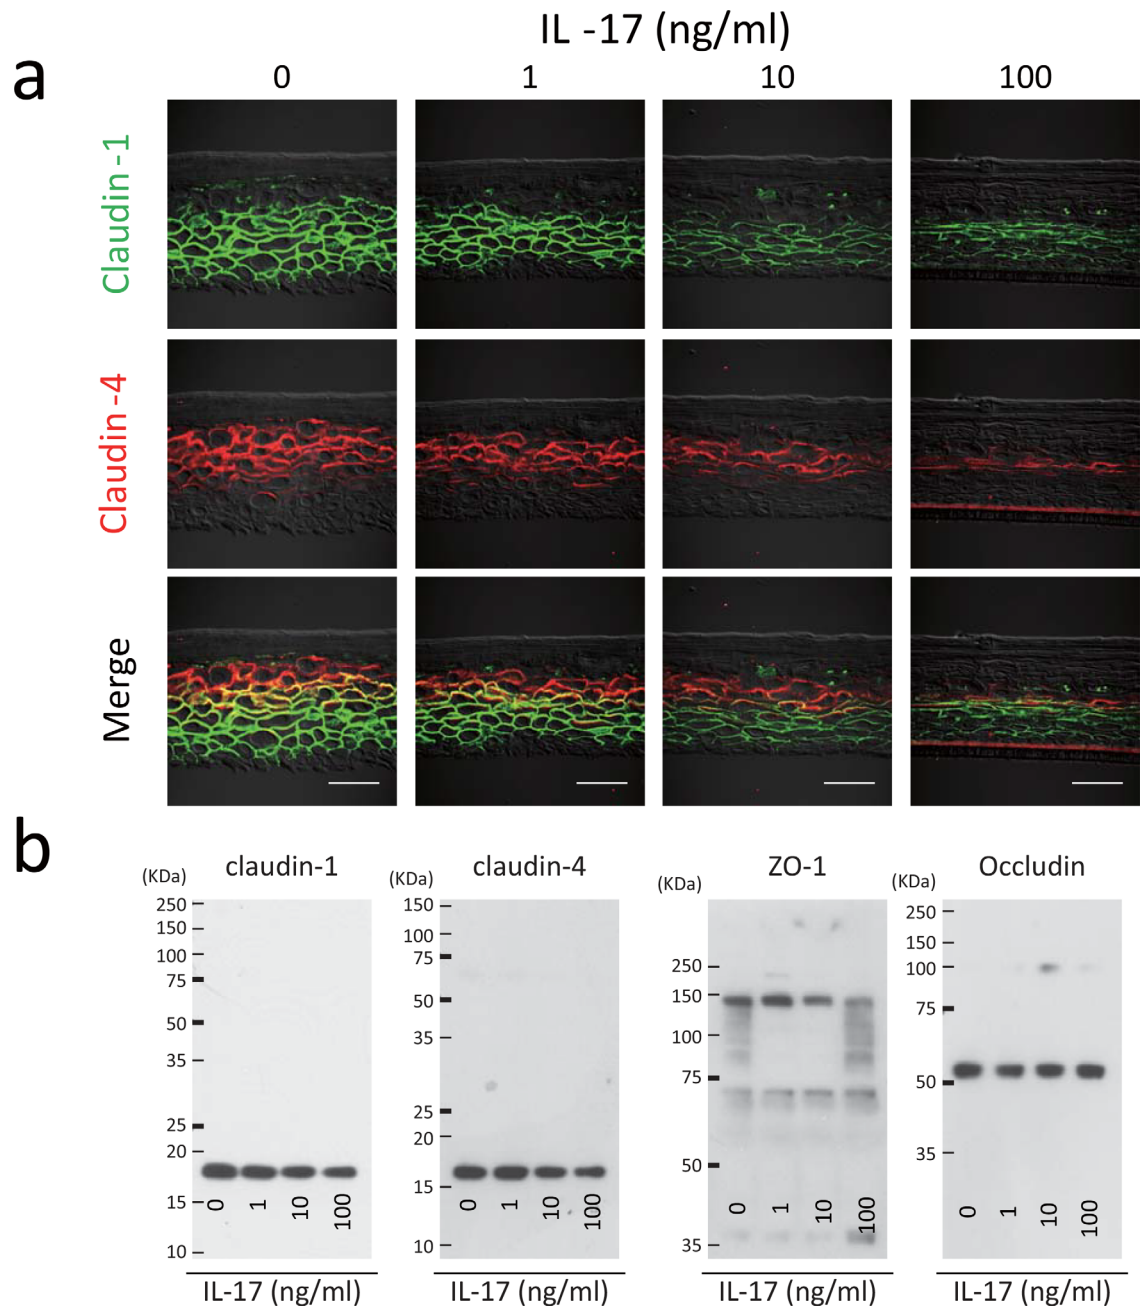 IL -17 (ng/ml)
a
0 1 10 100
Claudin -1
Claudin -4
Merge
b
claudin-1
(KDa)
250
150
100
75
50
35
25
20
15
10
0 1 10 100
IL-17 (ng/ml)
claudin-4
(KDa)
150
100
75
50
35
25
20
15
10
0 1 10 100
IL-17 (ng/ml)
ZO-1
(KDa)
250
150
100
75
50
35
0 1 10 100
IL-17 (ng/ml)
Occludin
(KDa)
250
150
100
75
50
35
0 1 10 100
IL-17 (ng/ml)